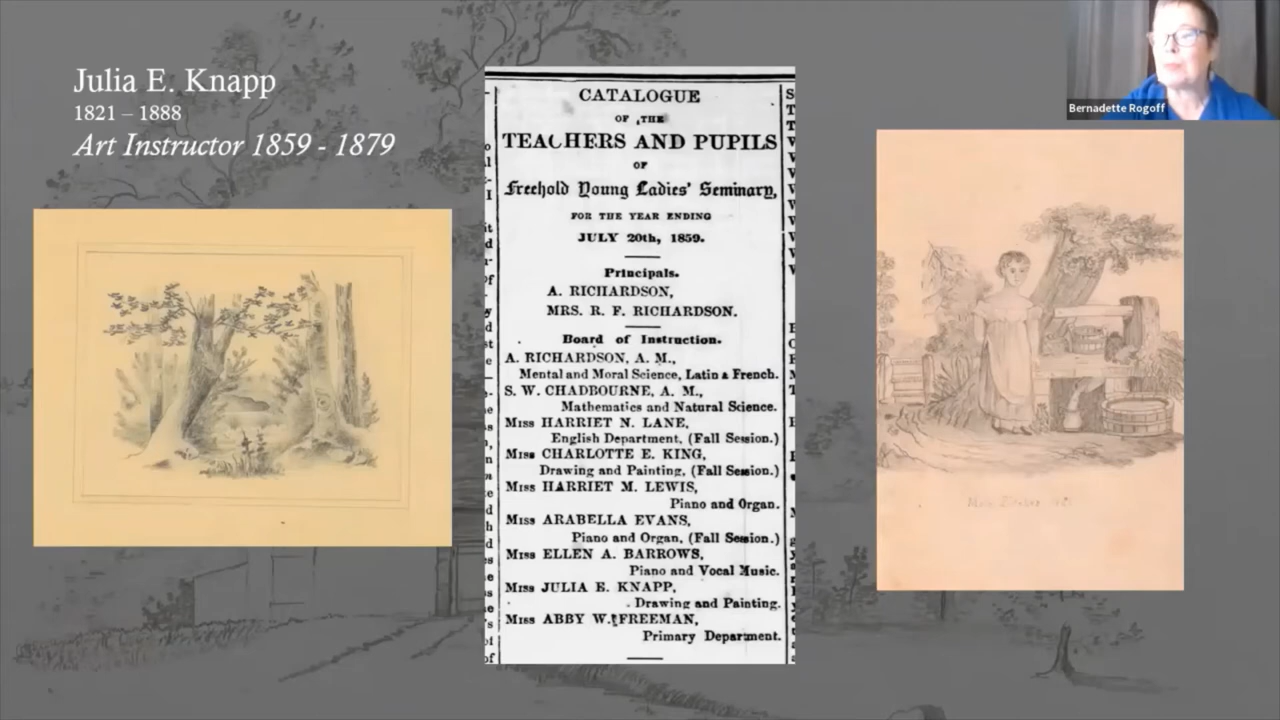 Julia E. Knapp
1821 – 1888
Art Instructor 1859 - 1879
CATALOGUE
OF THE
TEACHERS AND PUPILS
OF
Freehold Young Ladies' Seminary,
FOR THE YEAR ENDING
JULY 20th, 1859.
Principals.
A. RICHARDSON,
MRS. R. F. RICHARDSON.
Board of Instruction.
A. RICHARDSON, A. M.,
Mental and Moral Science, Latin & French.
S. W. CHADBOURNE, A. M.,
Mathematics and Natural Science.
Miss HARRIET N. LANE,
English Department, (Fall Session.)
Miss CHARLOTTE E. KING,
Drawing and Painting, (Fall Session.)
Miss HARRIET M. LEWIS,
Piano and Organ.
Miss ARABELLA EVANS,
Piano and Organ, (Fall Session.)
Miss ELLEN A. BARROWS,
Piano and Vocal Music.
Miss JULIA E. KNAPP,
Drawing and Painting.
Miss ABBY W. FREEMAN,
Primary Department.
Bernadette Rogoff